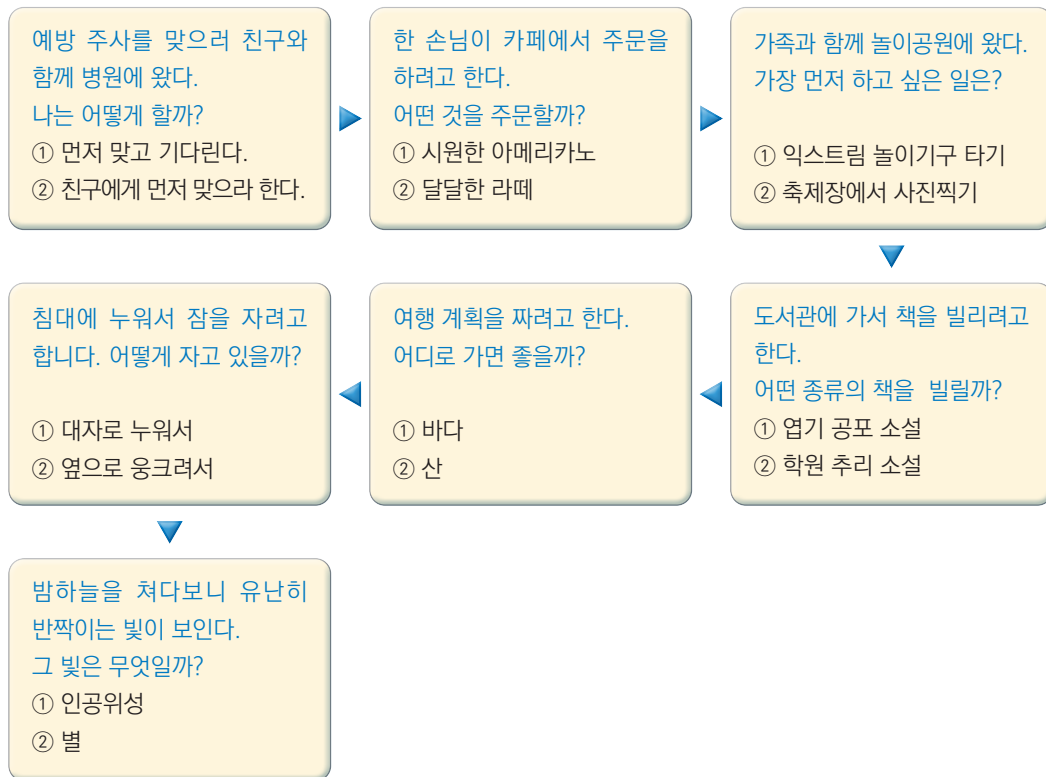 예방 주사를 맞으러 친구와
함께 병원에 왔다.
나는 어떻게 할까?
① 먼저 맞고 기다린다.
② 친구에게 먼저 맞으라 한다.
한 손님이 카페에서 주문을
하려고 한다.
어떤 것을 주문할까?
① 시원한 아메리카노
② 달달한 라떼
가족과 함께 놀이공원에 왔다.
가장 먼저 하고 싶은 일은?
① 익스트림 놀이기구 타기
② 축제장에서 사진찍기
도서관에 가서 책을 빌리려고
한다.
어떤 종류의 책을 빌릴까?
① 엽기 공포 소설
② 학원 추리 소설
여행 계획을 짜려고 한다.
어디로 가면 좋을까?
① 바다
② 산
침대에 누워서 잠을 자려고
합니다. 어떻게 자고 있을까?
① 대자로 누워서
② 옆으로 웅크려서
밤하늘을 쳐다보니 유난히
반짝이는 빛이 보인다.
그 빛은 무엇일까?
① 인공위성
② 별